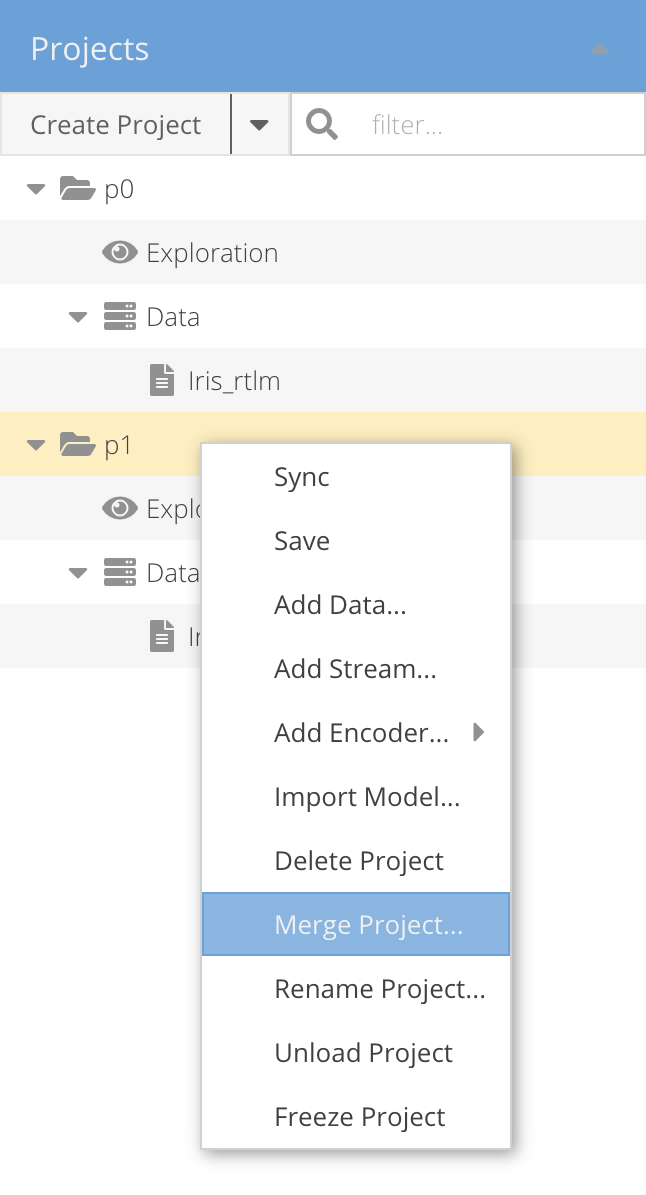 Projects
Create Project
filter...
p0
Exploration
Data
Iris_rtlm
p1
Sync
Save
Data
Add Data...
Add Stream...
Add Encoder...
Import Model...
Delete Project
Merge Project...
Rename Project...
Unload Project
Freeze Project